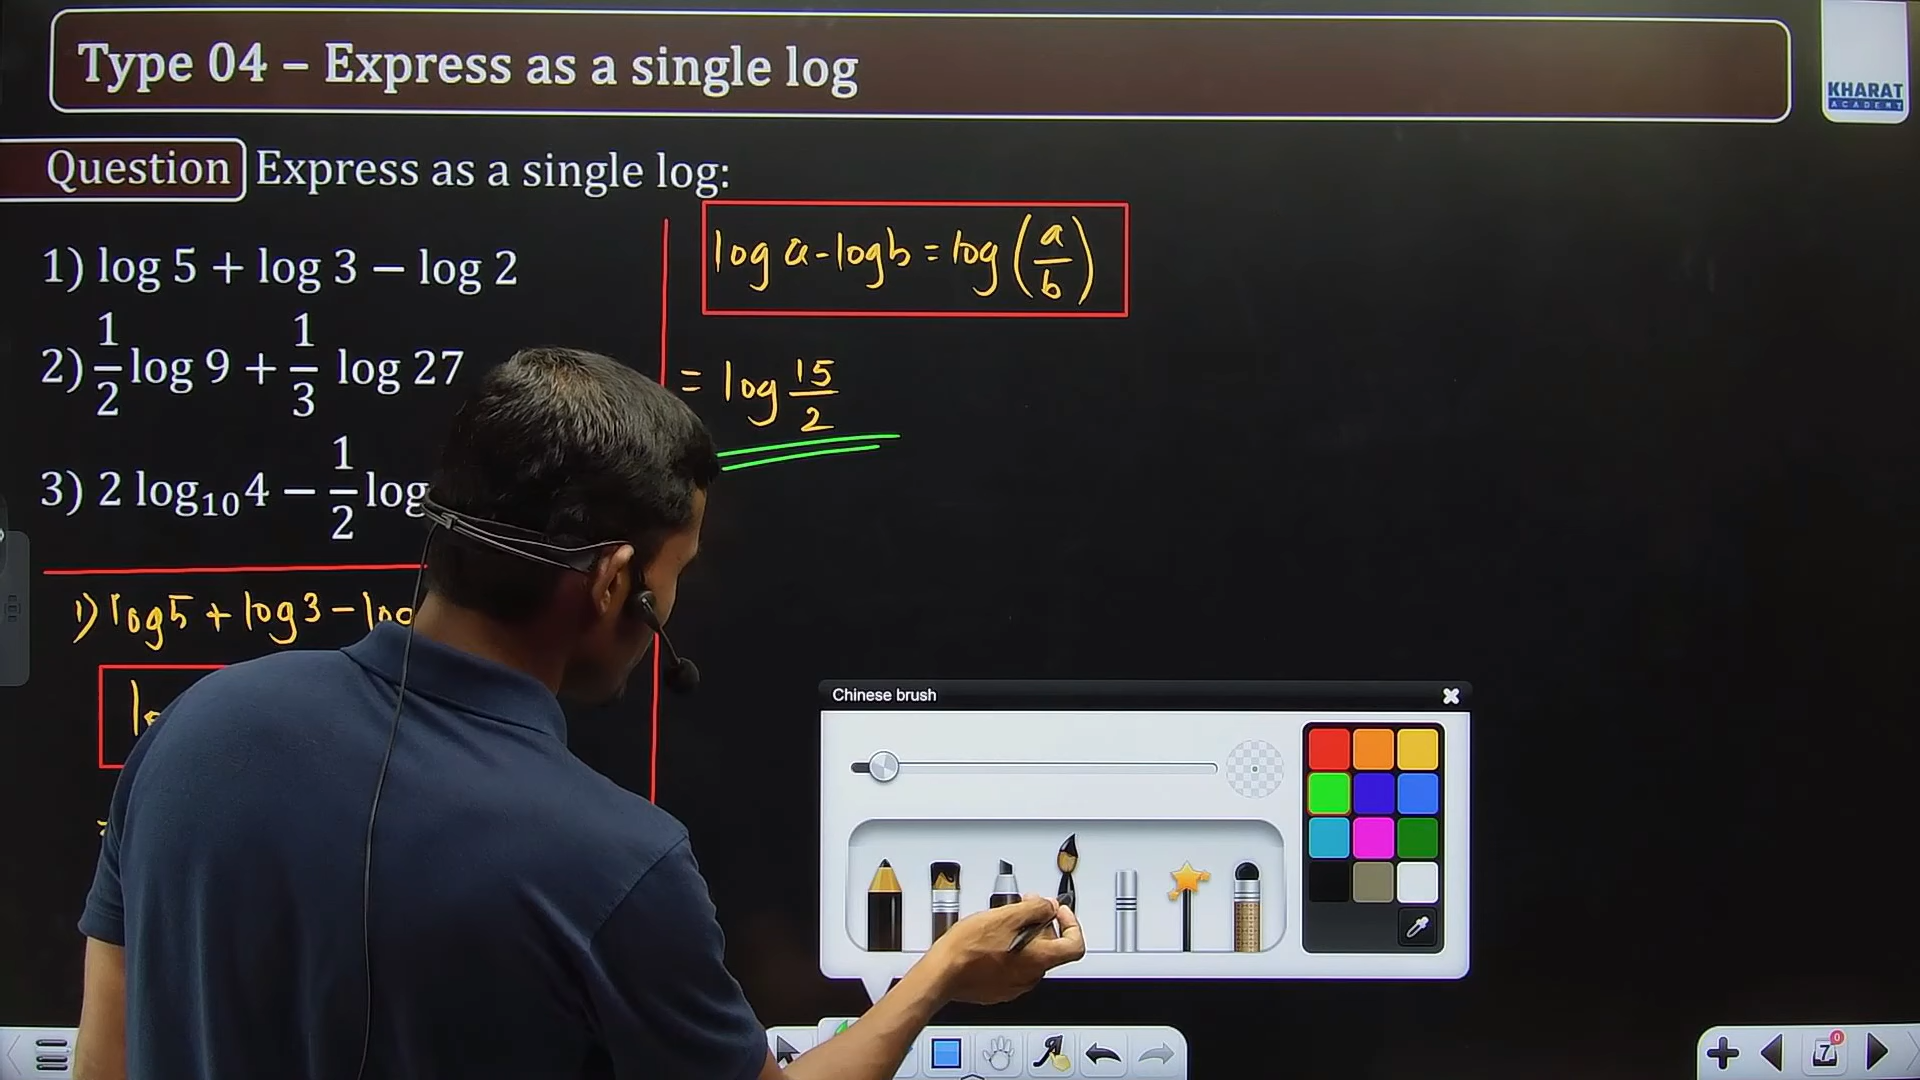 Type 04 – Express as a single log
KHARAT
ACADEMY
Question Express as a single log:
1) log 5 + log 3 − log 2
2) 1/2 log 9 + 1/3 log 27
3) 2 log₁₀4 − 1/2 log
log a - log b = log (a/b)
= log 15/2
1) log 5 + log 3 − log
Chinese brush
7
0